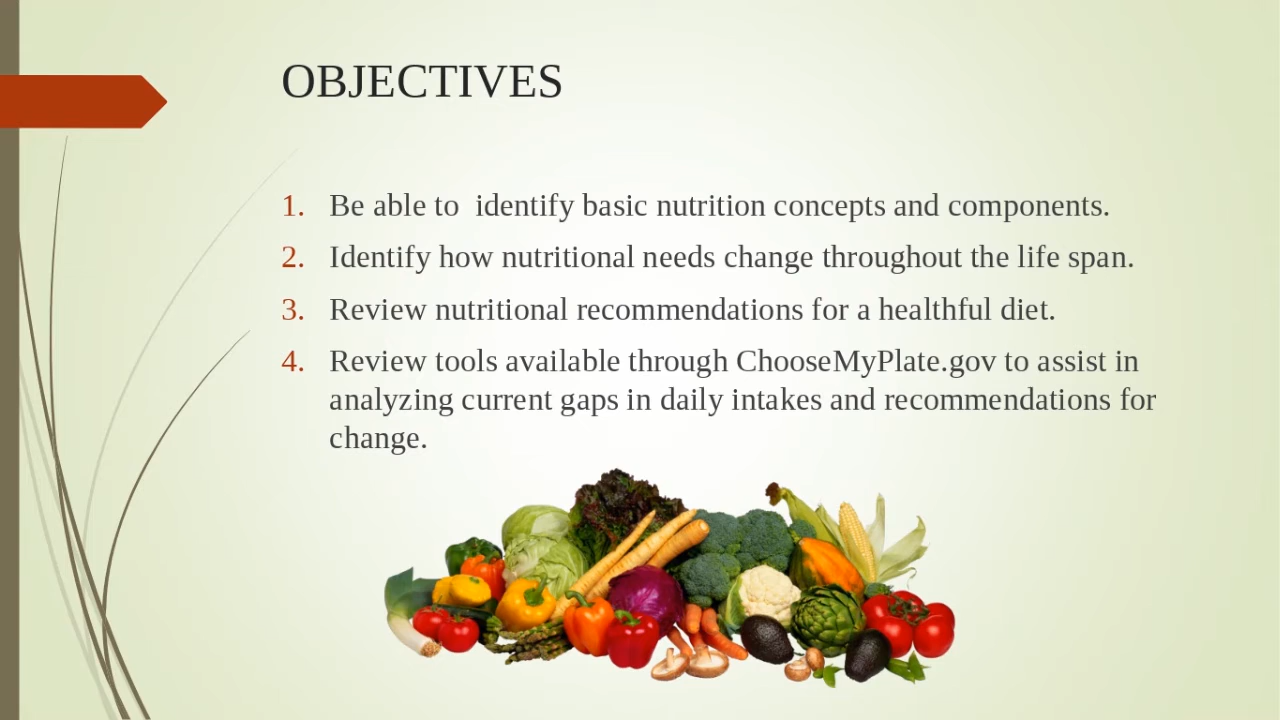 OBJECTIVES
1. Be able to  identify basic nutrition concepts and components.
2. Identify how nutritional needs change throughout the life span.
3. Review nutritional recommendations for a healthful diet.
4. Review tools available through ChooseMyPlate.gov to assist in
analyzing current gaps in daily intakes and recommendations for
change.